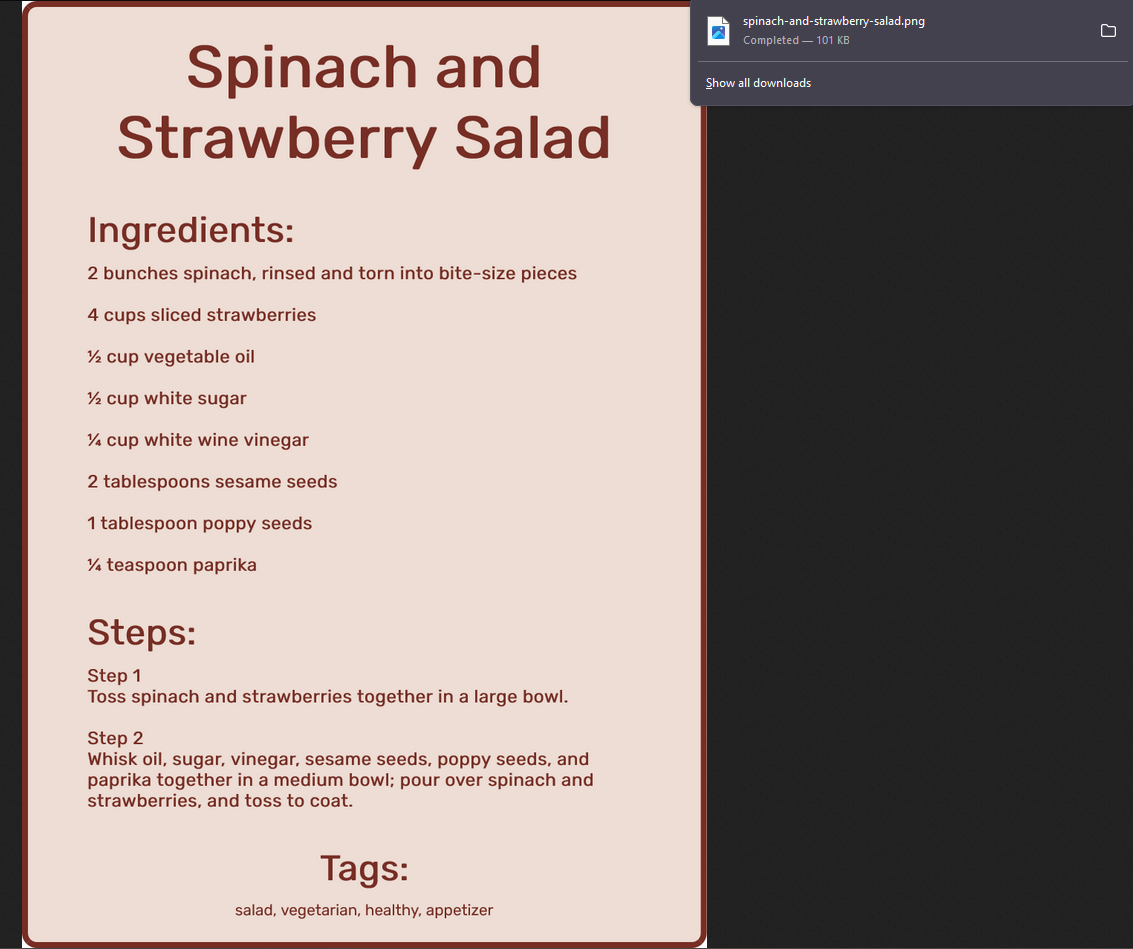 Spinach and
Strawberry Salad
Ingredients:
2 bunches spinach, rinsed and torn into bite-size pieces
4 cups sliced strawberries
½ cup vegetable oil
½ cup white sugar
¼ cup white wine vinegar
2 tablespoons sesame seeds
1 tablespoon poppy seeds
¼ teaspoon paprika
Steps:
Step 1
Toss spinach and strawberries together in a large bowl.
Step 2
Whisk oil, sugar, vinegar, sesame seeds, poppy seeds, and
paprika together in a medium bowl; pour over spinach and
strawberries, and toss to coat.
Tags:
salad, vegetarian, healthy, appetizer
spinach-and-strawberry-salad.png
Completed — 101 KB
Show all downloads